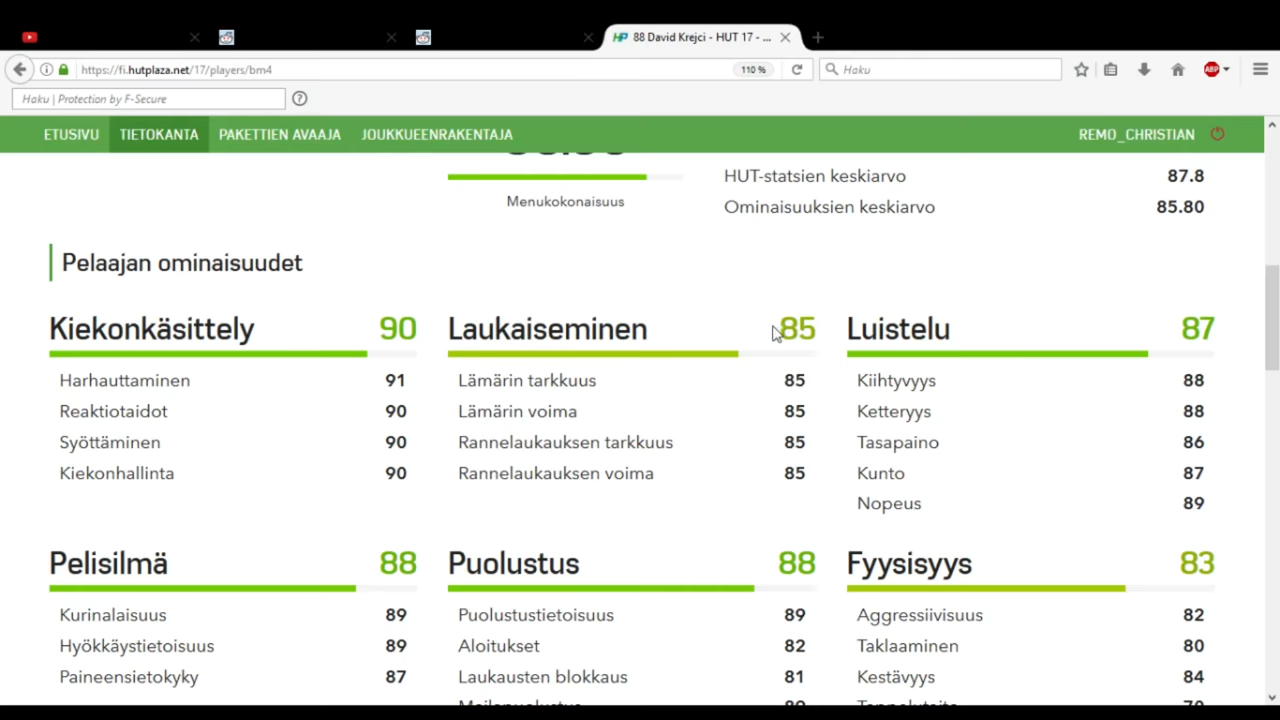 88 David Krejci - HUT 17 - ...
https://fi.hutplaza.net/17/players/bm4
110 %
Haku
ABP
Haku | Protection by F-Secure
ETUSIVU TIETOKANTA PAKETTIEN AVAAJA JOUKKUEENRAKENTAJA REMO_CHRISTIAN
HUT-statsien keskiarvo 87.8
Menukokonaisuus
Ominaisuuksien keskiarvo 85.80
Pelaajan ominaisuudet
Kiekonkäsittely 90
Harhauttaminen 91
Reaktiotaidot 90
Syöttäminen 90
Kiekonhallinta 90
Laukaiseminen 85
Lämärin tarkkuus 85
Lämärin voima 85
Rannelaukauksen tarkkuus 85
Rannelaukauksen voima 85
Luistelu 87
Kiihtyvyys 88
Ketteryys 88
Tasapaino 86
Kunto 87
Nopeus 89
Pelisilmä 88
Kurinalaisuus 89
Hyökkäystietoisuus 89
Paineensietokyky 87
Puolustus 88
Puolustustietoisuus 89
Aloitukset 82
Laukausten blokkaus 81
Fyysisyys 83
Aggressiivisuus 82
Taklaaminen 80
Kestävyys 84